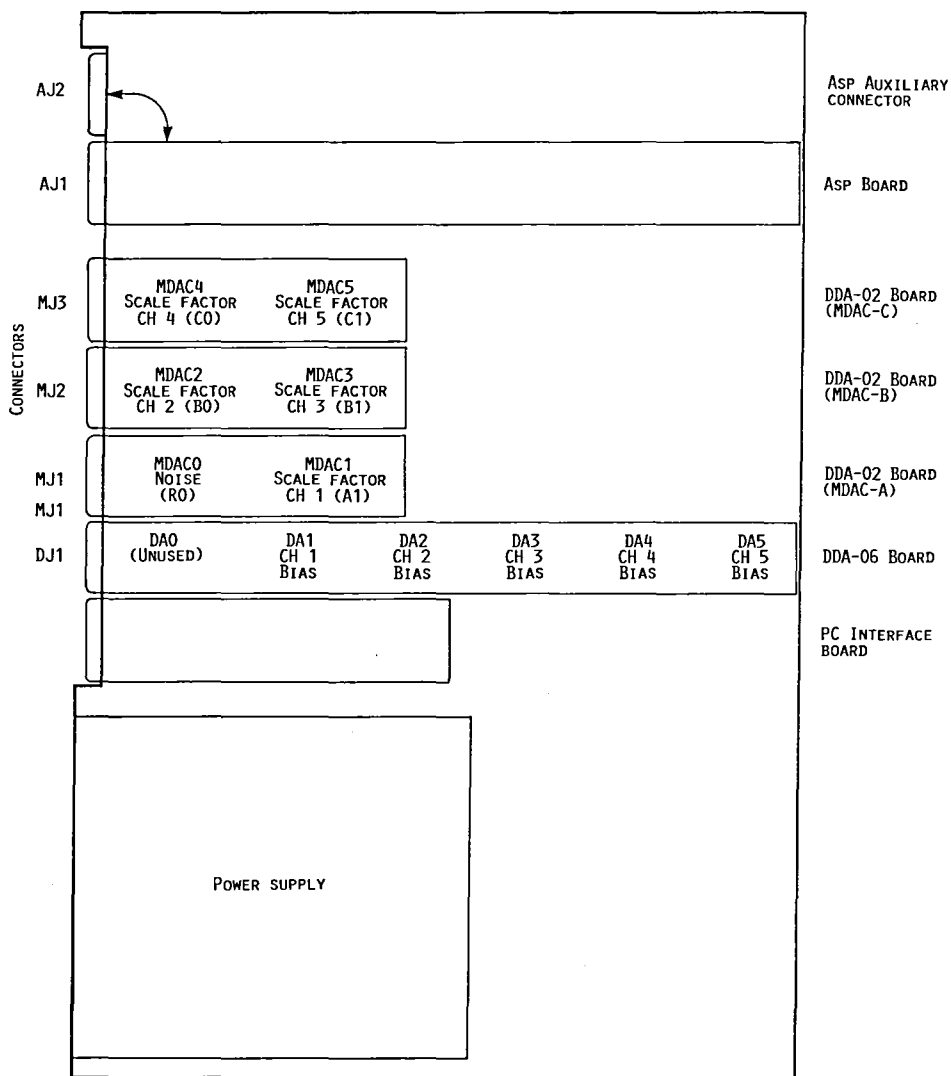 AJ2
ASP AUXILIARY
CONNECTOR
AJ1
ASP BOARD
CONNECTORS
MJ3
MDAC4
SCALE FACTOR
CH 4 (C0)
MDAC5
SCALE FACTOR
CH 5 (C1)
DDA-02 BOARD
(MDAC-C)
MJ2
MDAC2
SCALE FACTOR
CH 2 (B0)
MDAC3
SCALE FACTOR
CH 3 (B1)
DDA-02 BOARD
(MDAC-B)
MJ1
MJ1
MDAC0
NOISE
(R0)
MDAC1
SCALE FACTOR
CH 1 (A1)
DDA-02 BOARD
(MDAC-A)
DJ1
DA0
(UNUSED)
DA1
CH 1
BIAS
DA2
CH 2
BIAS
DA3
CH 3
BIAS
DA4
CH 4
BIAS
DA5
CH 5
BIAS
DDA-06 BOARD
PC INTERFACE
BOARD
POWER SUPPLY